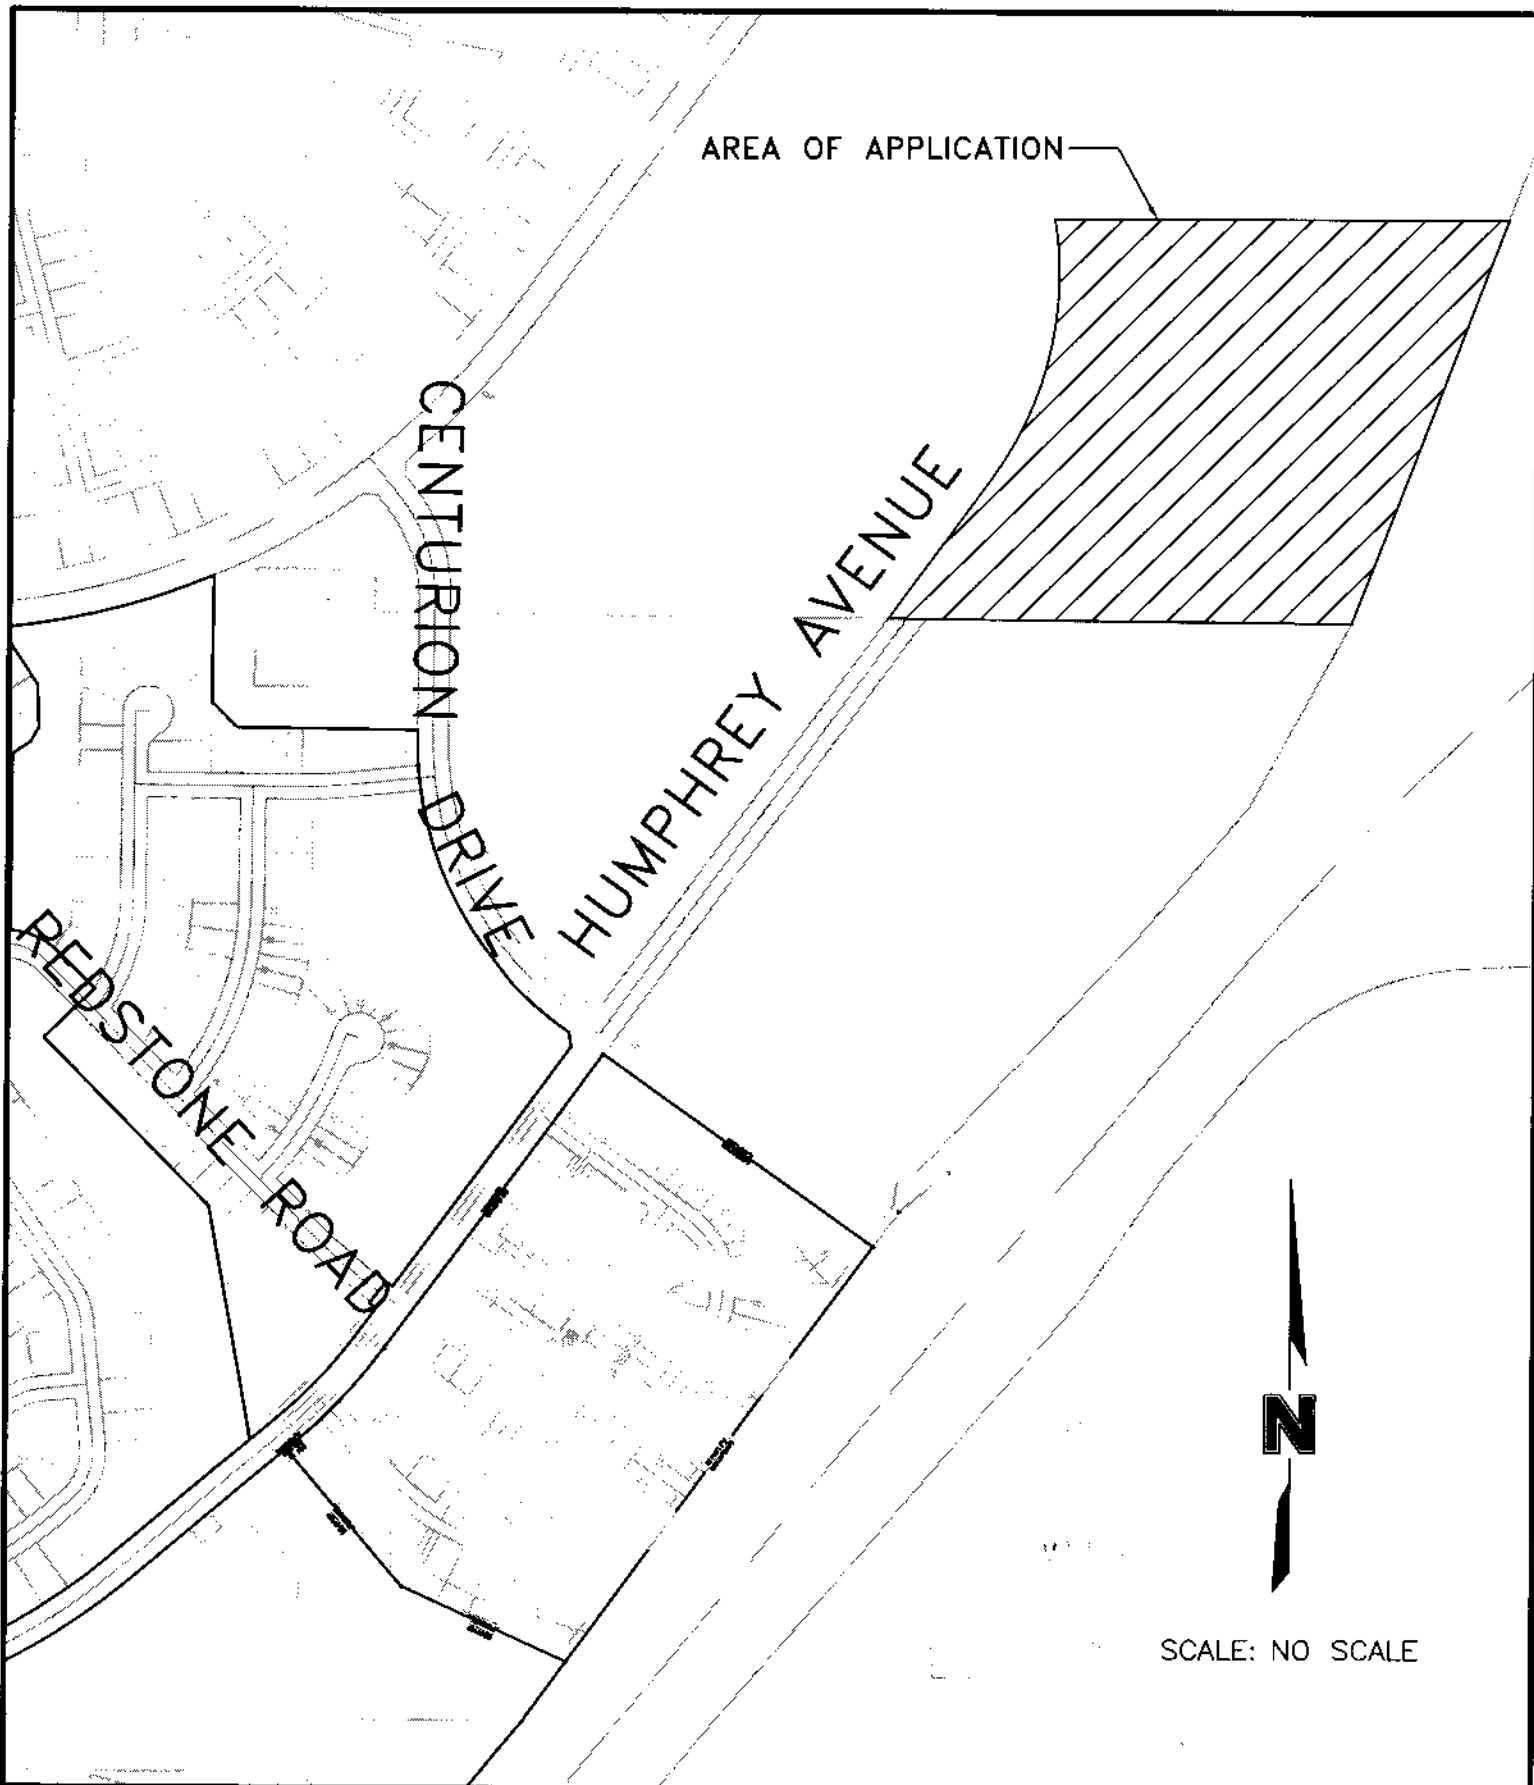 AREA OF APPLICATION
CENTURION DRIVE
HUMPHREY AVENUE
REDSTONE ROAD
N
SCALE: NO SCALE